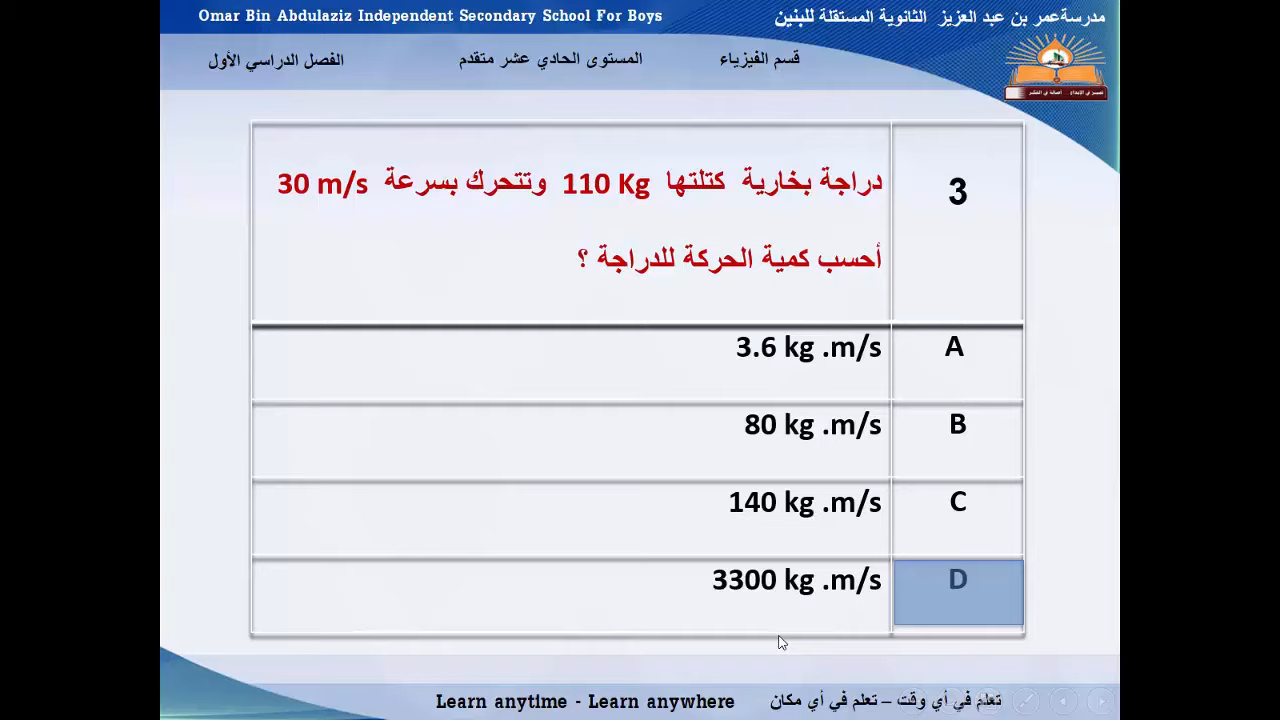 Omar Bin Abdulaziz Independent Secondary School For Boys
مدرسةعمر بن عبد العزيز الثانوية المستقلة للبنين
قسم الفيزياء
المستوى الحادي عشر متقدم
الفصل الدراسي الأول
3
دراجة بخارية كتلتها 110 Kg وتتحرك بسرعة 30 m/s
أحسب كمية الحركة للدراجة ؟
A
3.6 kg .m/s
B
80 kg .m/s
C
140 kg .m/s
D
3300 kg .m/s
Learn anytime - Learn anywhere
تعلم في أي وقت – تعلم في أي مكان